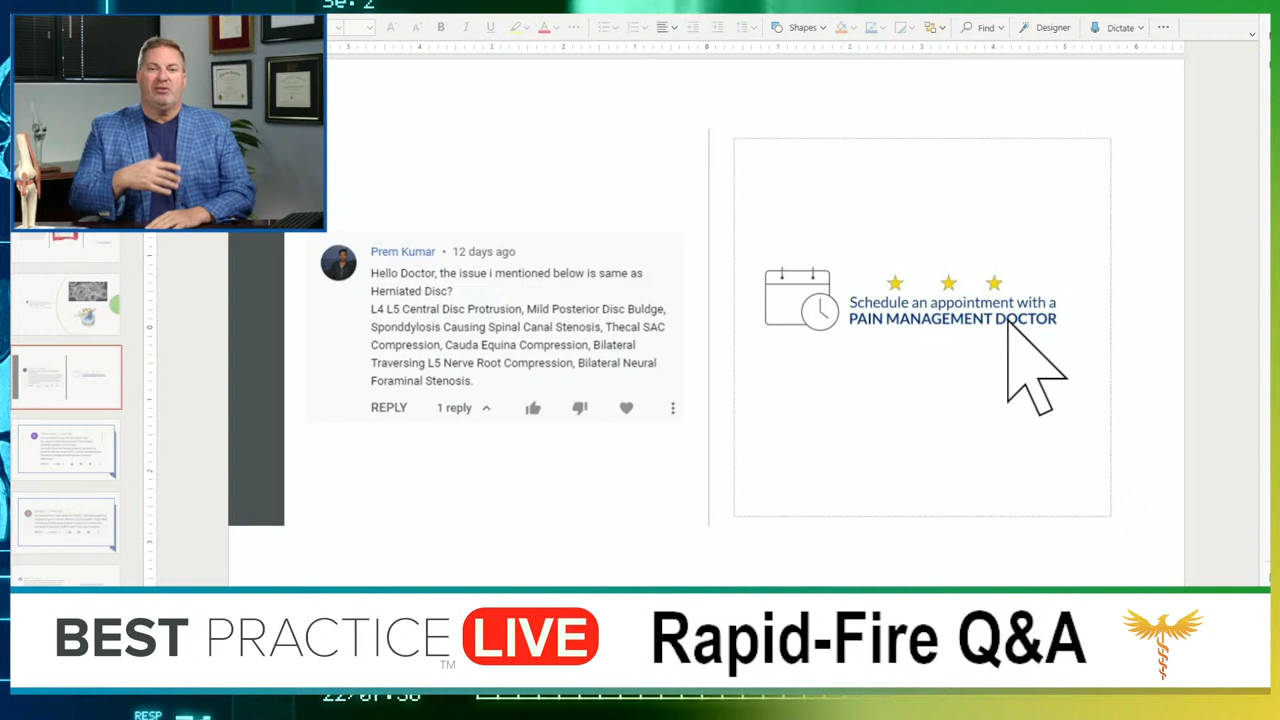 Shapes
Find
Designer
Dictate
Prem Kumar • 12 days ago
Hello Doctor, the issue i mentioned below is same as
Herniated Disc?
L4 L5 Central Disc Protrusion, Mild Posterior Disc Buldge,
Sponddylosis Causing Spinal Canal Stenosis, Thecal SAC
Compression, Cauda Equina Compression, Bilateral
Traversing L5 Nerve Root Compression, Bilateral Neural
Foraminal Stenosis.
REPLY 1 reply
Schedule an appointment with a
PAIN MANAGEMENT DOCTOR
BEST PRACTICE LIVE
TM
Rapid-Fire Q&A
RESP